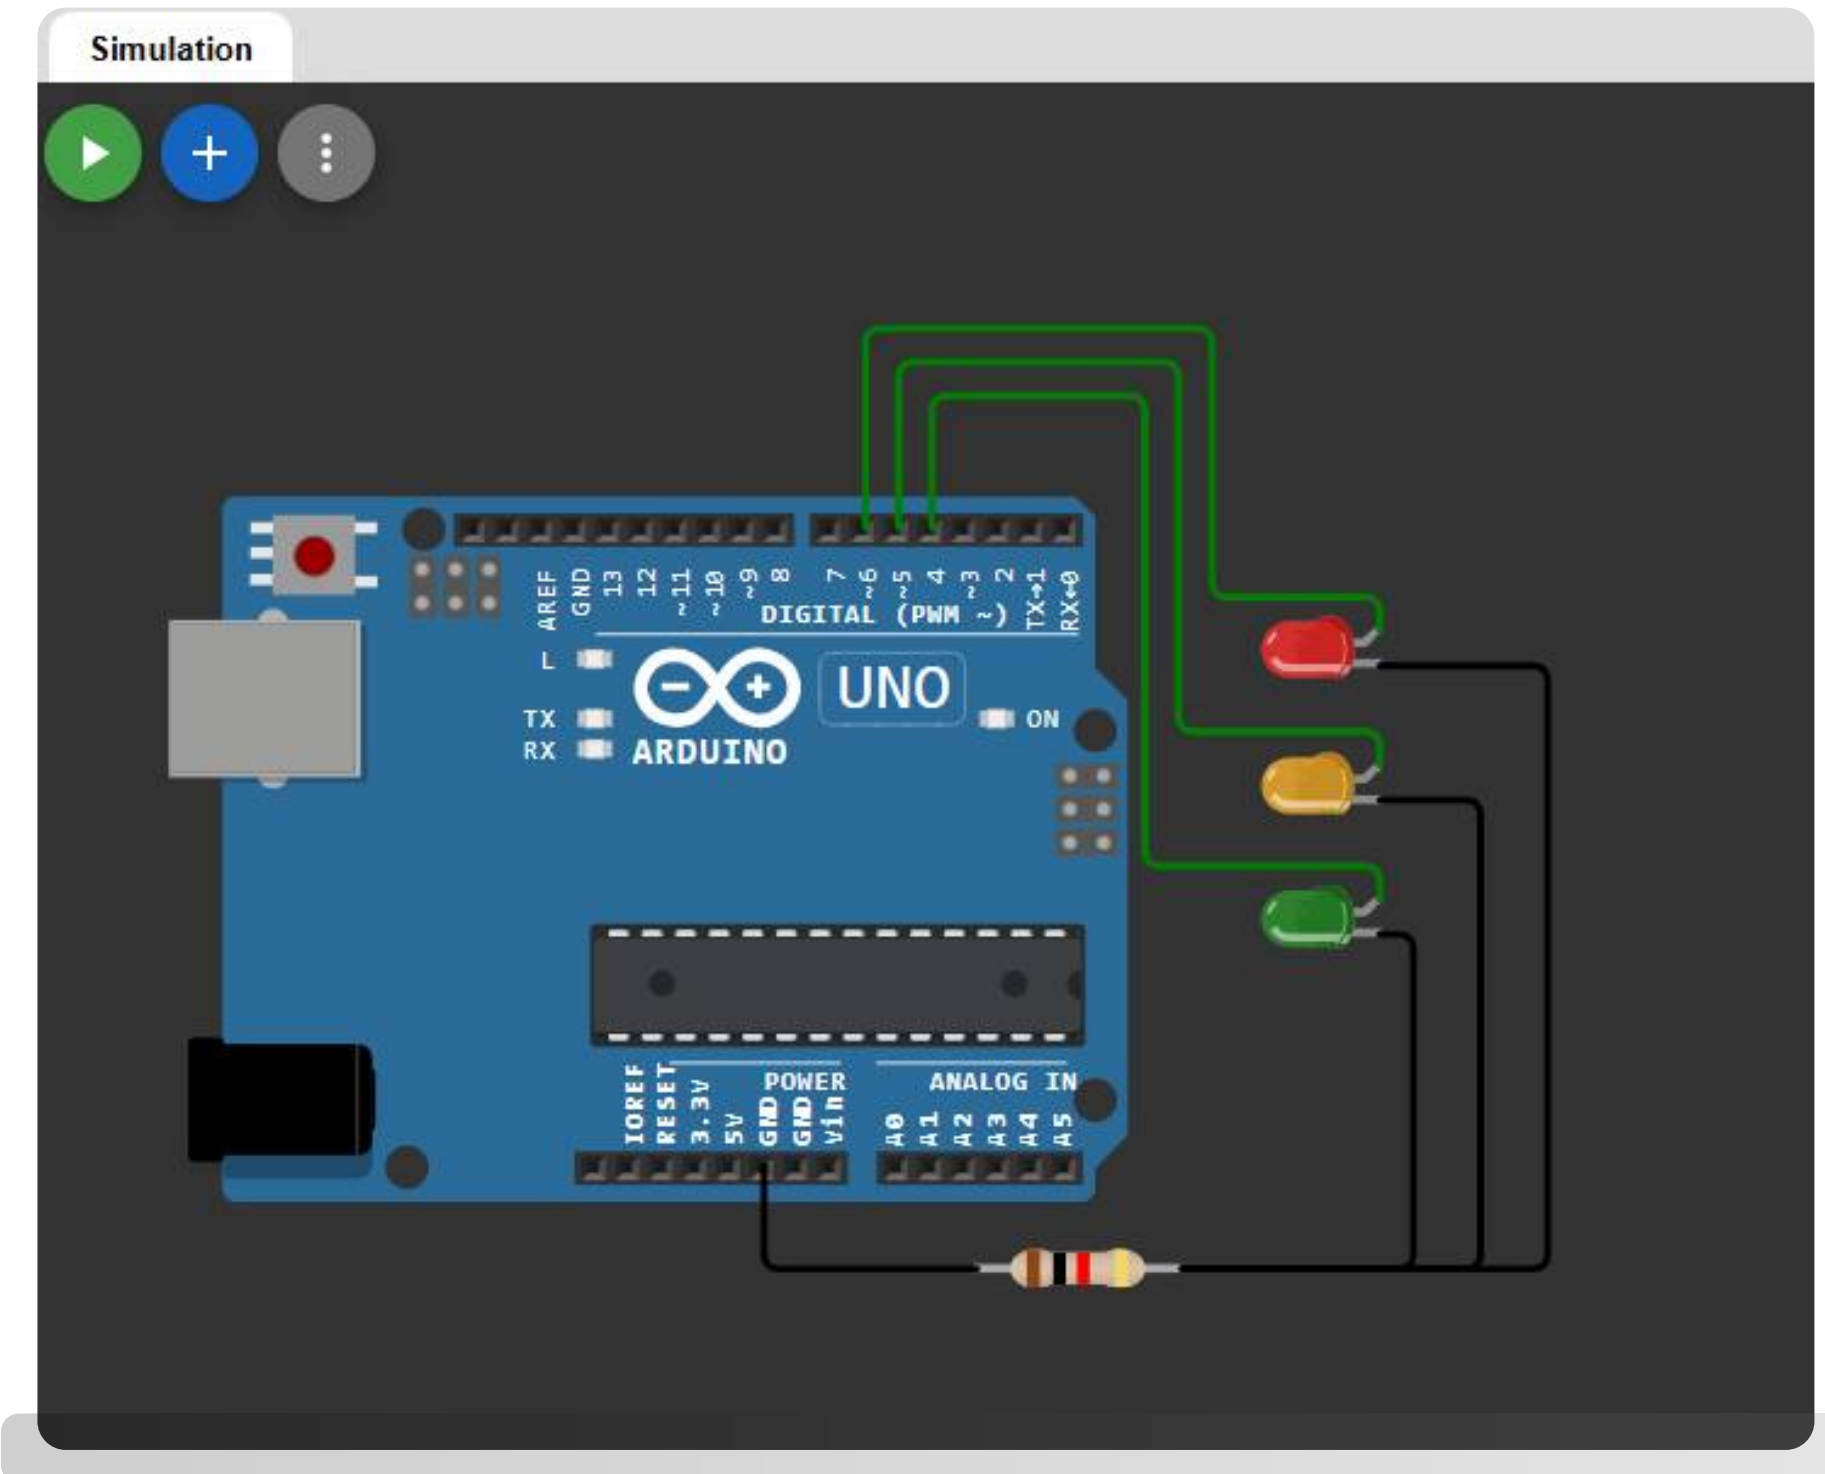 Simulation
AREF
GND
13
12
~11
~10
~9
8
7
~6
~5
4
~3
2
TX→1
RX←0
DIGITAL (PWM ~)
L
UNO
TX
ON
RX
ARDUINO
POWER
ANALOG IN
IOREF
RESET
3.3V
5V
GND
GND
Vin
A0
A1
A2
A3
A4
A5